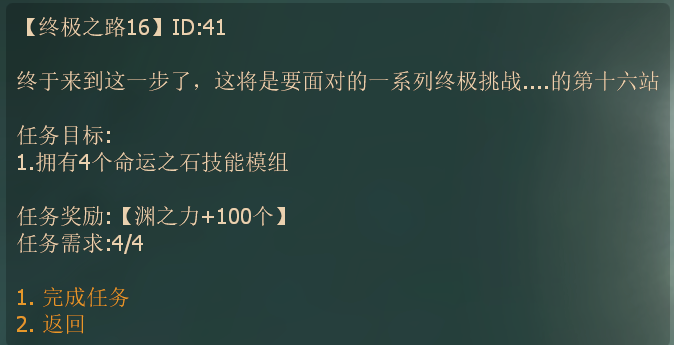 【终极之路16】ID:41
终于来到这一步了，这将是要面对的一系列终极挑战....的第十六站
任务目标:
1.拥有4个命运之石技能模组
任务奖励:【渊之力+100个】
任务需求:4/4
1. 完成任务
2. 返回